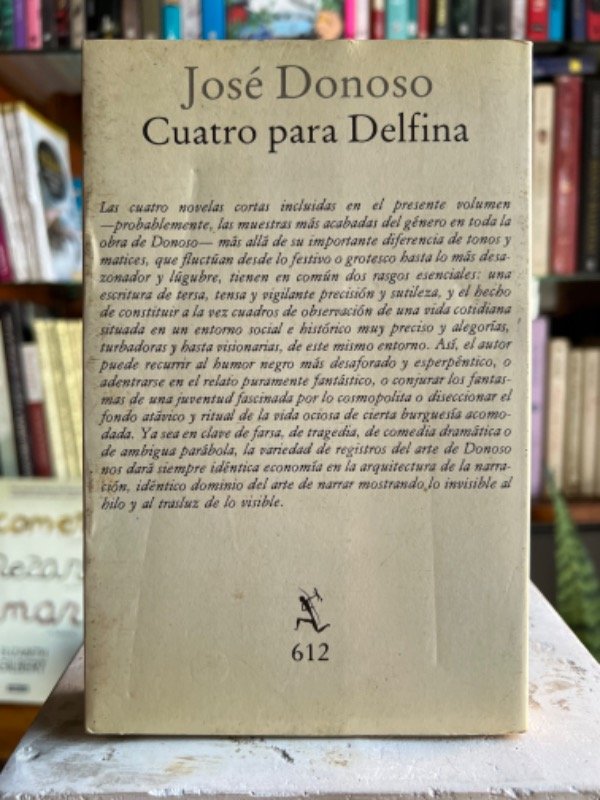 José Donoso
Cuatro para Delfina
Las cuatro novelas cortas incluidas en el presente volumen
—probablemente, las muestras más acabadas del género en toda la
obra de Donoso— más allá de su importante diferencia de tonos y
matices, que fluctúan desde lo festivo o grotesco hasta lo más desa-
zonador y lúgubre, tienen en común dos rasgos esenciales: una
escritura de tersa, tensa y vigilante precisión y sutileza, y el hecho
de constituir a la vez cuadros de observación de una vida cotidiana
situada en un entorno social e histórico muy preciso y alegorías,
turbadoras y hasta visionarias, de este mismo entorno. Así, el autor
puede recurrir al humor negro más desaforado y esperpéntico, o
adentrarse en el relato puramente fantástico, o conjurar los fantas-
mas de una juventud fascinada por lo cosmopolita o diseccionar el
fondo atávico y ritual de la vida ociosa de cierta burguesía acomo-
dada. Ya sea en clave de farsa, de tragedia, de comedia dramática o
de ambigua parábola, la variedad de registros del arte de Donoso
nos dará siempre idéntica economía en la arquitectura de la narra-
ción, idéntico dominio del arte de narrar mostrando lo invisible al
hilo y al trasluz de lo visible.
612
come
rezar
mar